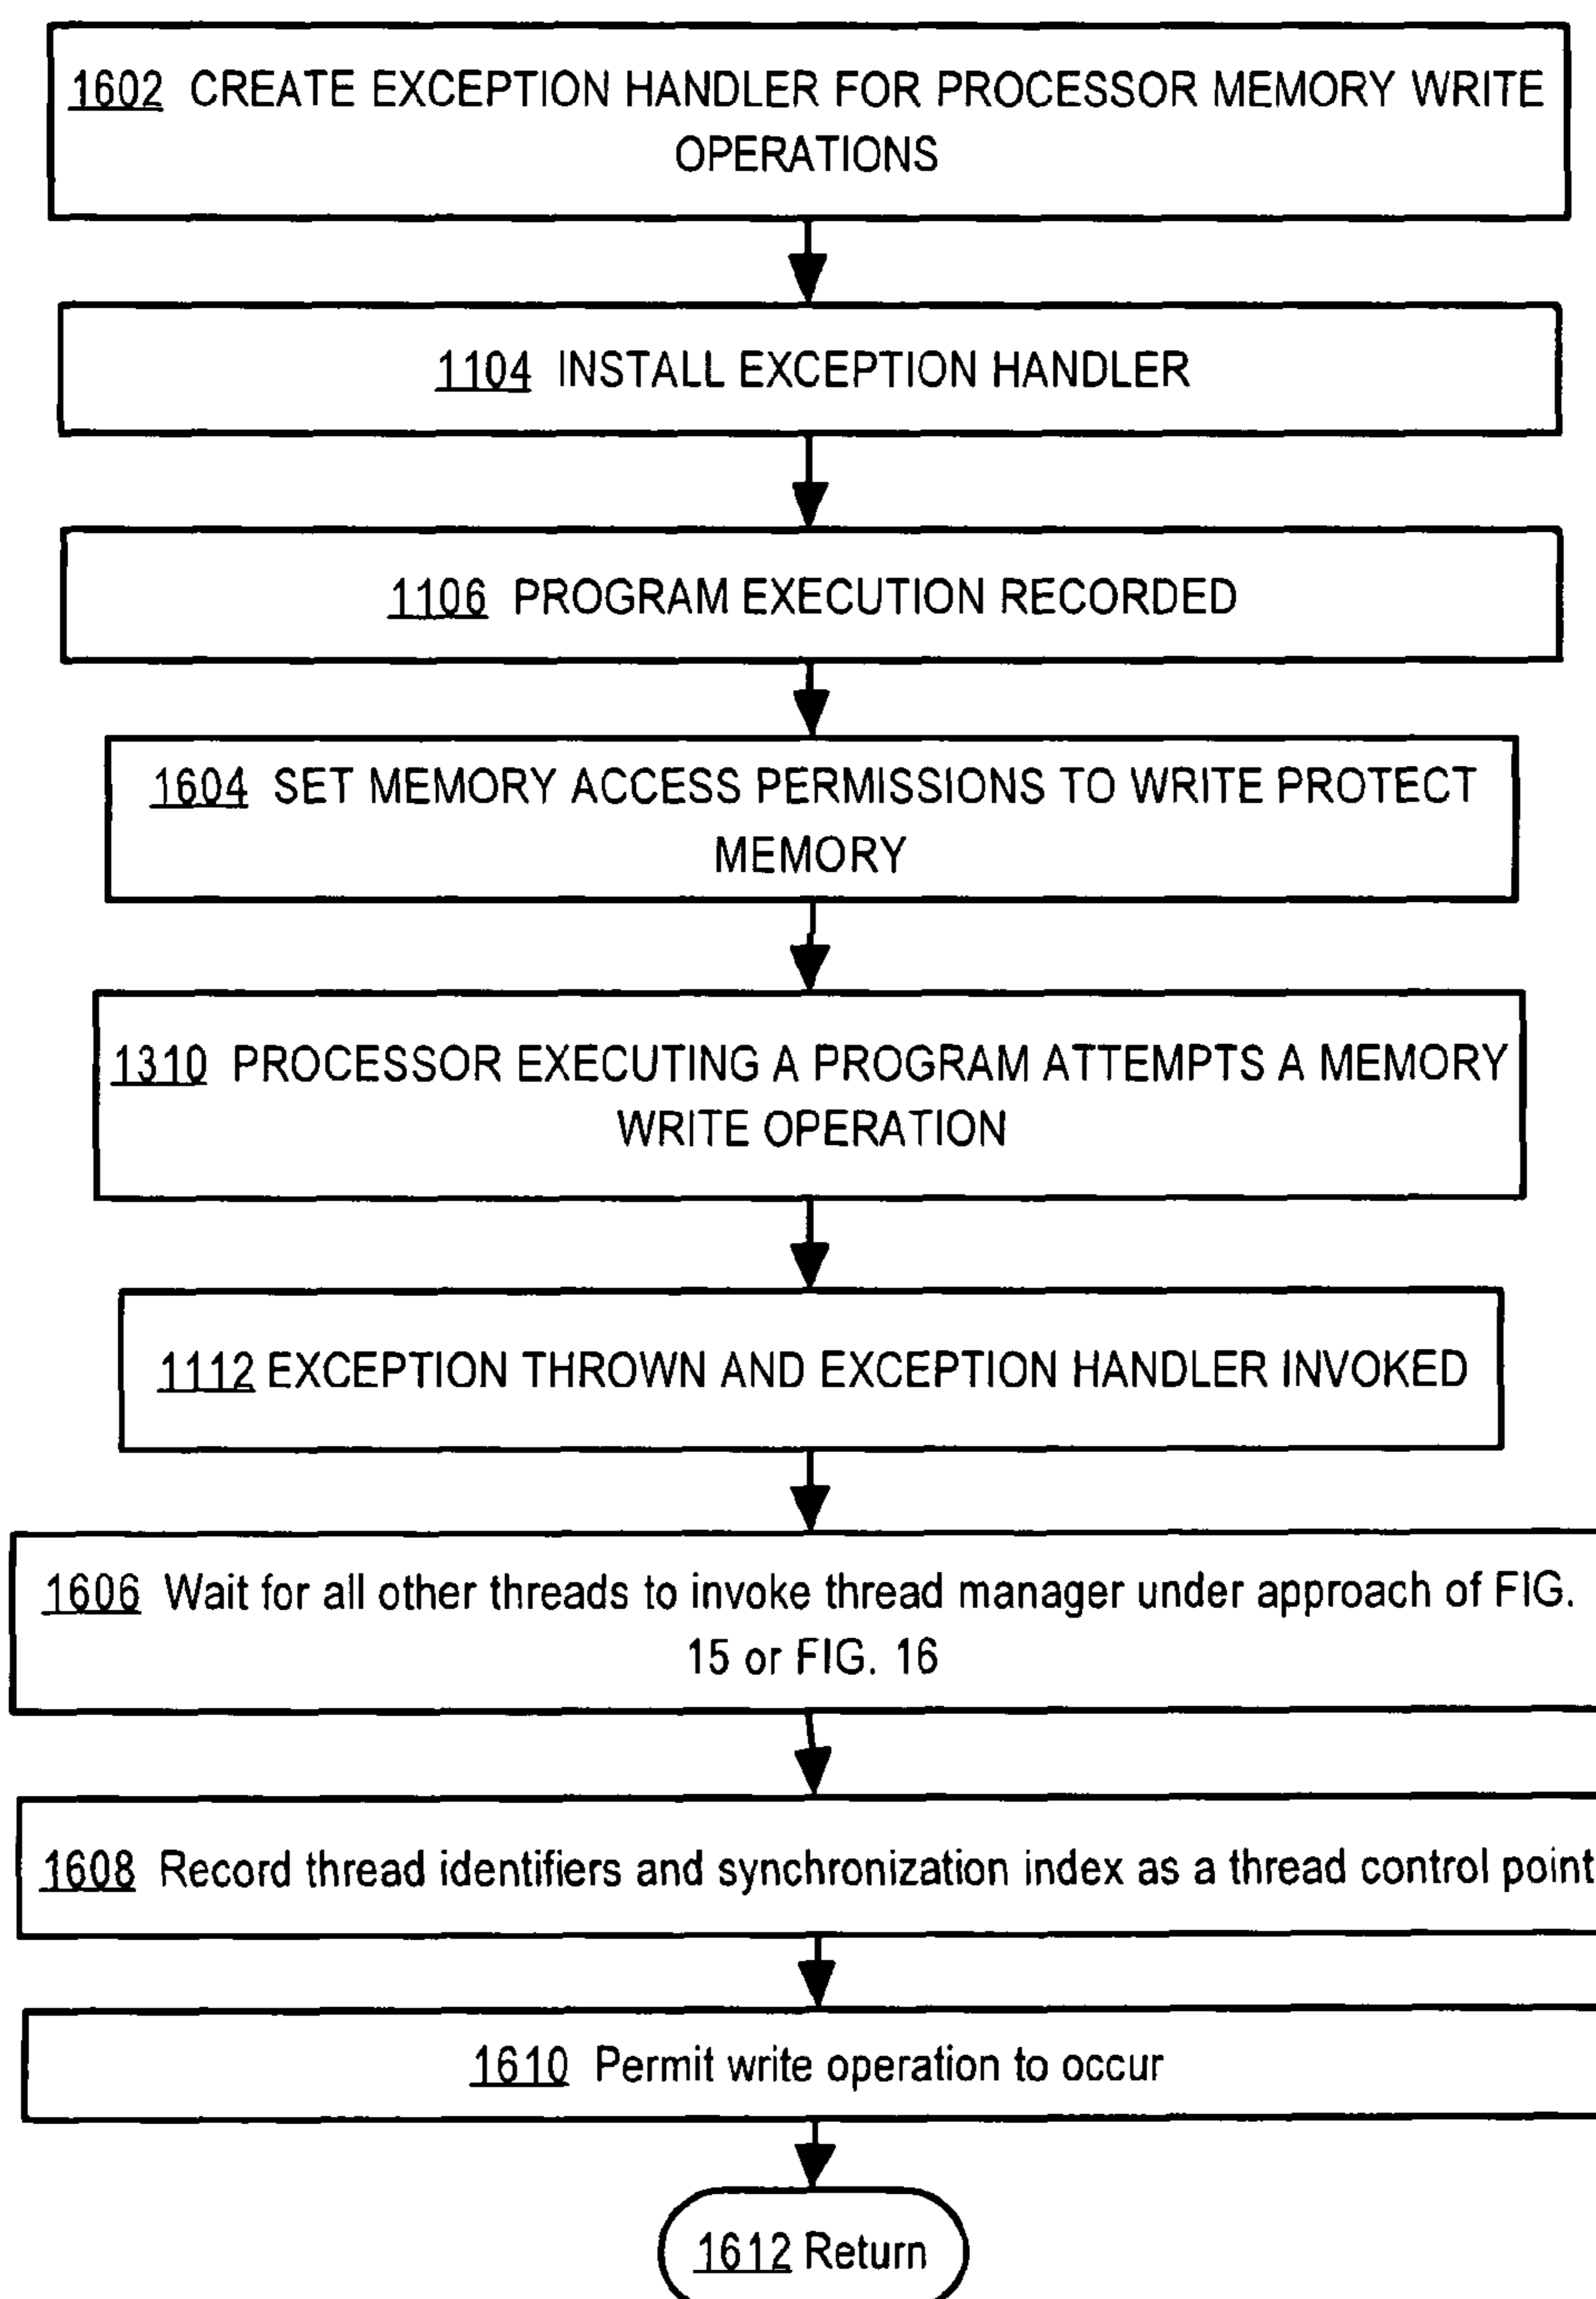 1602 CREATE EXCEPTION HANDLER FOR PROCESSOR MEMORY WRITE
OPERATIONS
1104 INSTALL EXCEPTION HANDLER
1106 PROGRAM EXECUTION RECORDED
1604 SET MEMORY ACCESS PERMISSIONS TO WRITE PROTECT
MEMORY
1310 PROCESSOR EXECUTING A PROGRAM ATTEMPTS A MEMORY
WRITE OPERATION
1112 EXCEPTION THROWN AND EXCEPTION HANDLER INVOKED
1606 Wait for all other threads to invoke thread manager under approach of FIG.
15 or FIG. 16
1608 Record thread identifiers and synchronization index as a thread control point
1610 Permit write operation to occur
1612 Return